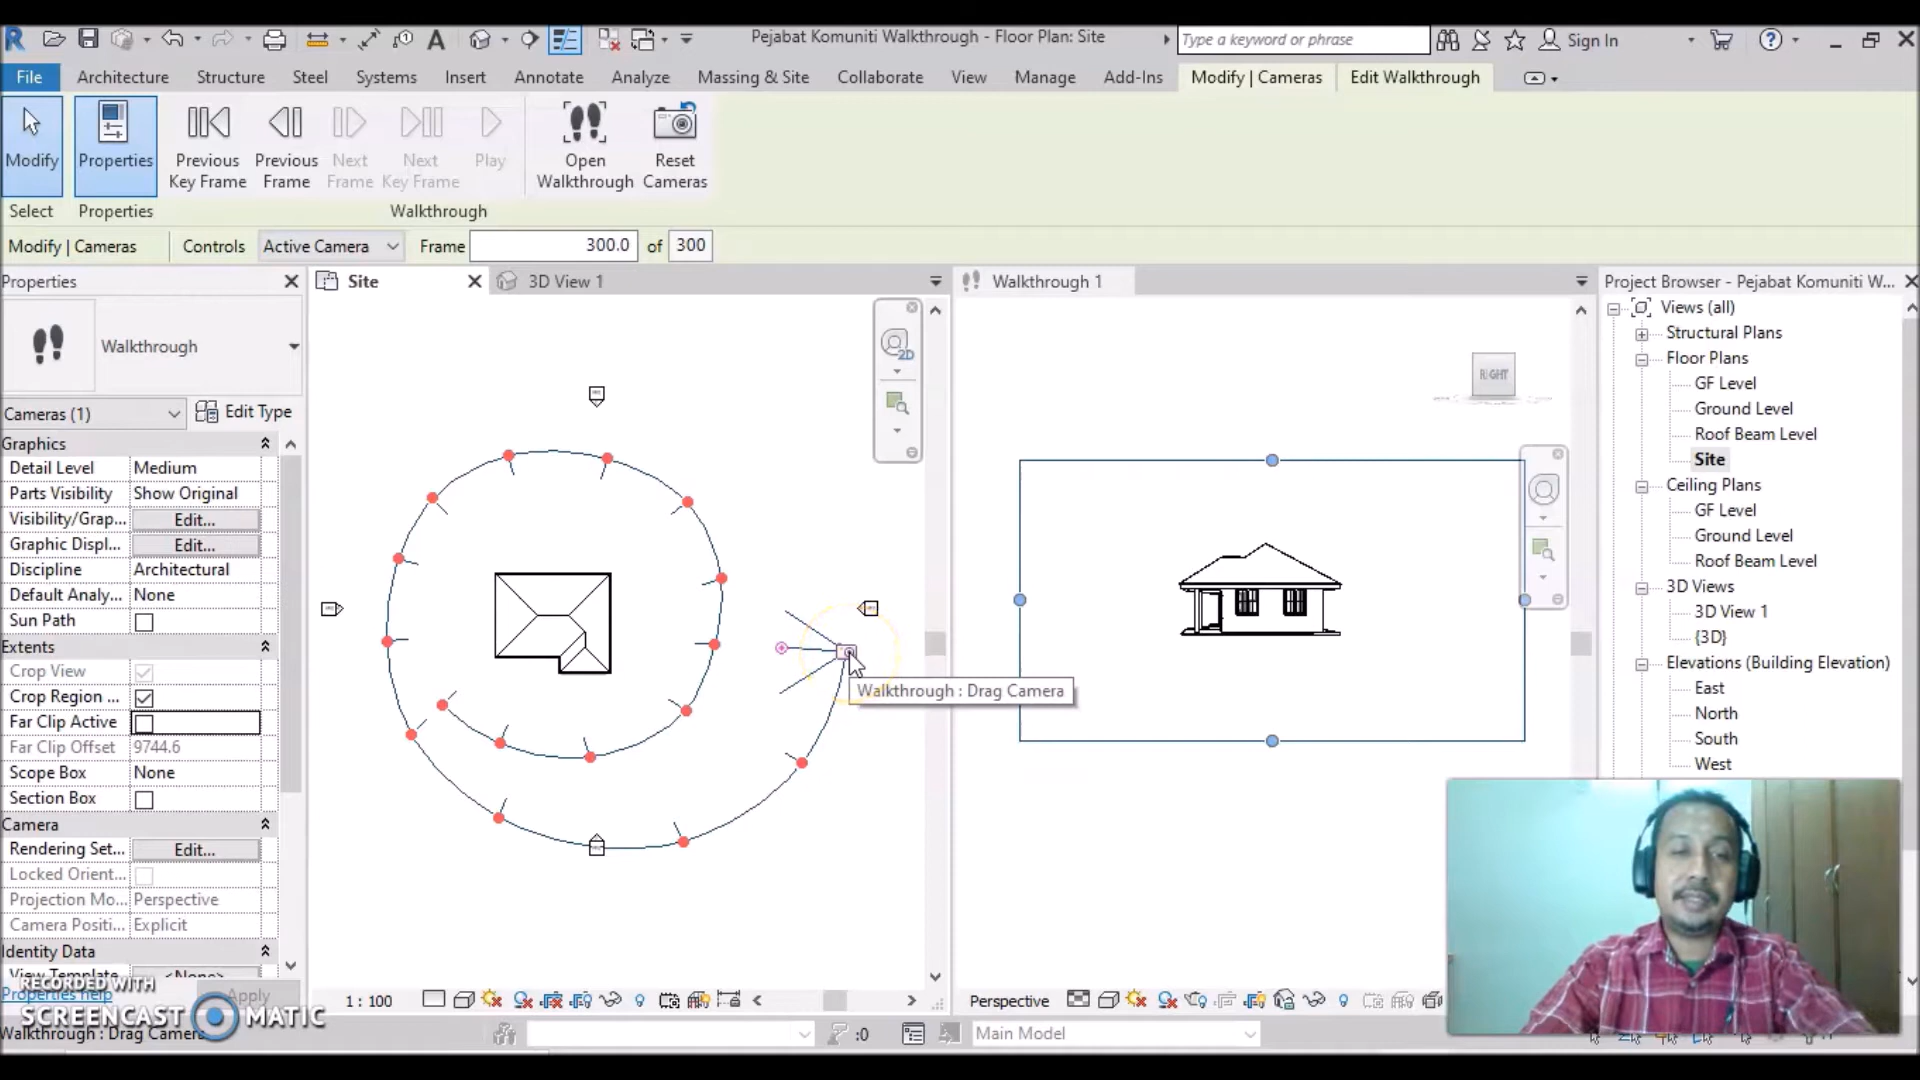 Pejabat Komuniti Walkthrough - Floor Plan: Site
Type a keyword or phrase
Sign In
File
Architecture
Structure
Steel
Systems
Insert
Annotate
Analyze
Massing & Site
Collaborate
View
Manage
Add-Ins
Modify | Cameras
Edit Walkthrough
Modify
Properties
Previous Key Frame
Previous Frame
Next Frame
Next Key Frame
Play
Open Walkthrough
Reset Cameras
Select
Properties
Walkthrough
Modify | Cameras
Controls
Active Camera
Frame
300.0
of
300
Properties
Site
3D View 1
Walkthrough 1
Project Browser - Pejabat Komuniti W...
Walkthrough
Cameras (1)
Edit Type
Graphics
Detail Level Medium
Parts Visibility Show Original
Visibility/Grap... Edit...
Graphic Displ... Edit...
Discipline Architectural
Default Analy... None
Sun Path
Extents
Crop View
Crop Region ...
Far Clip Active
Far Clip Offset 9744.6
Scope Box None
Section Box
Camera
Rendering Set... Edit...
Locked Orient...
Projection Mo... Perspective
Camera Positi... Explicit
Identity Data
View Template <None>
Properties help
Apply
RECORDED WITH
SCREENCAST MATIC
Walkthrough : Drag Camera
2D
Walkthrough : Drag Camera
RIGHT
1 : 100
Perspective
:0
Main Model
Views (all)
Structural Plans
Floor Plans
GF Level
Ground Level
Roof Beam Level
Site
Ceiling Plans
GF Level
Ground Level
Roof Beam Level
3D Views
3D View 1
{3D}
Elevations (Building Elevation)
East
North
South
West